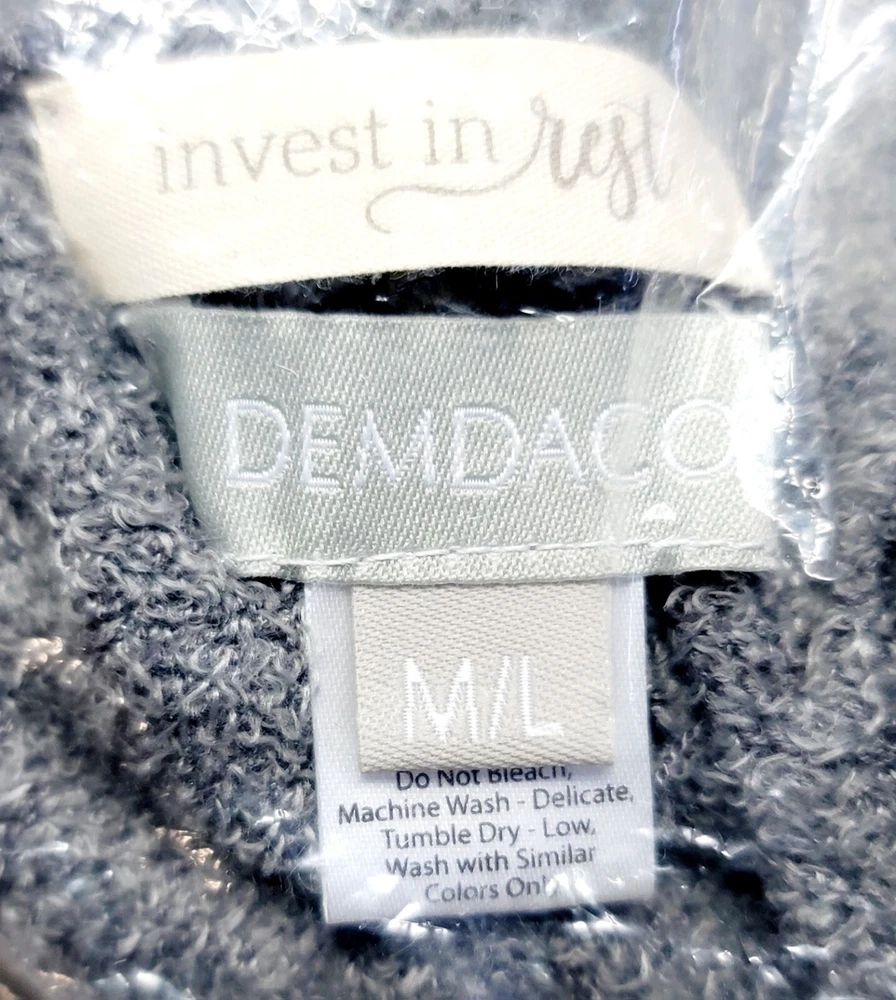 invest in rest
DEMDACO
M/L
Do Not Bleach,
Machine Wash - Delicate,
Tumble Dry - Low,
Wash with Similar
Colors Only